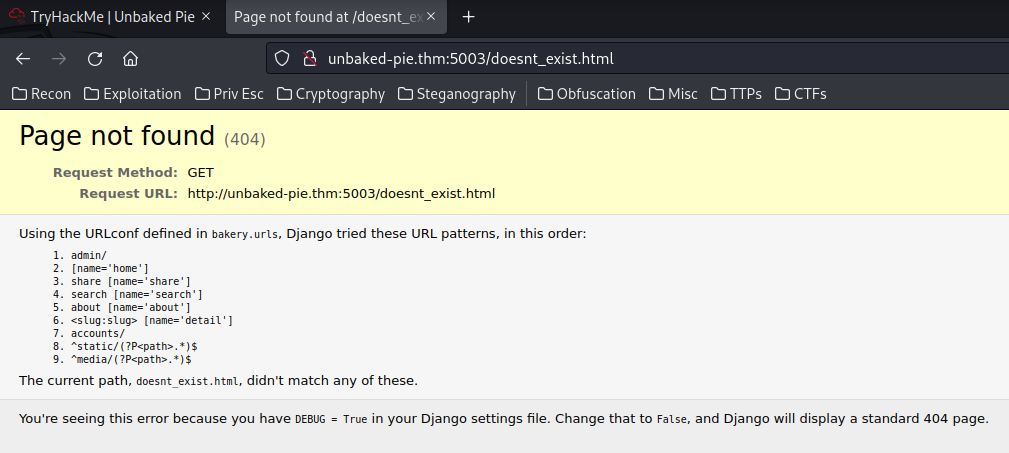 TryHackMe | Unbaked Pie
Page not found at /doesnt_ex
unbaked-pie.thm:5003/doesnt_exist.html
Recon Exploitation Priv Esc Cryptography Steganography Obfuscation Misc TTPs CTFs
Page not found (404)
Request Method: GET
Request URL: http://unbaked-pie.thm:5003/doesnt_exist.html
Using the URLconf defined in bakery.urls, Django tried these URL patterns, in this order:
1. admin/
2. [name='home']
3. share [name='share']
4. search [name='search']
5. about [name='about']
6. <slug:slug> [name='detail']
7. accounts/
8. ^static/(?P<path>.*)$
9. ^media/(?P<path>.*)$
The current path, doesnt_exist.html, didn't match any of these.
You're seeing this error because you have DEBUG = True in your Django settings file. Change that to False, and Django will display a standard 404 page.